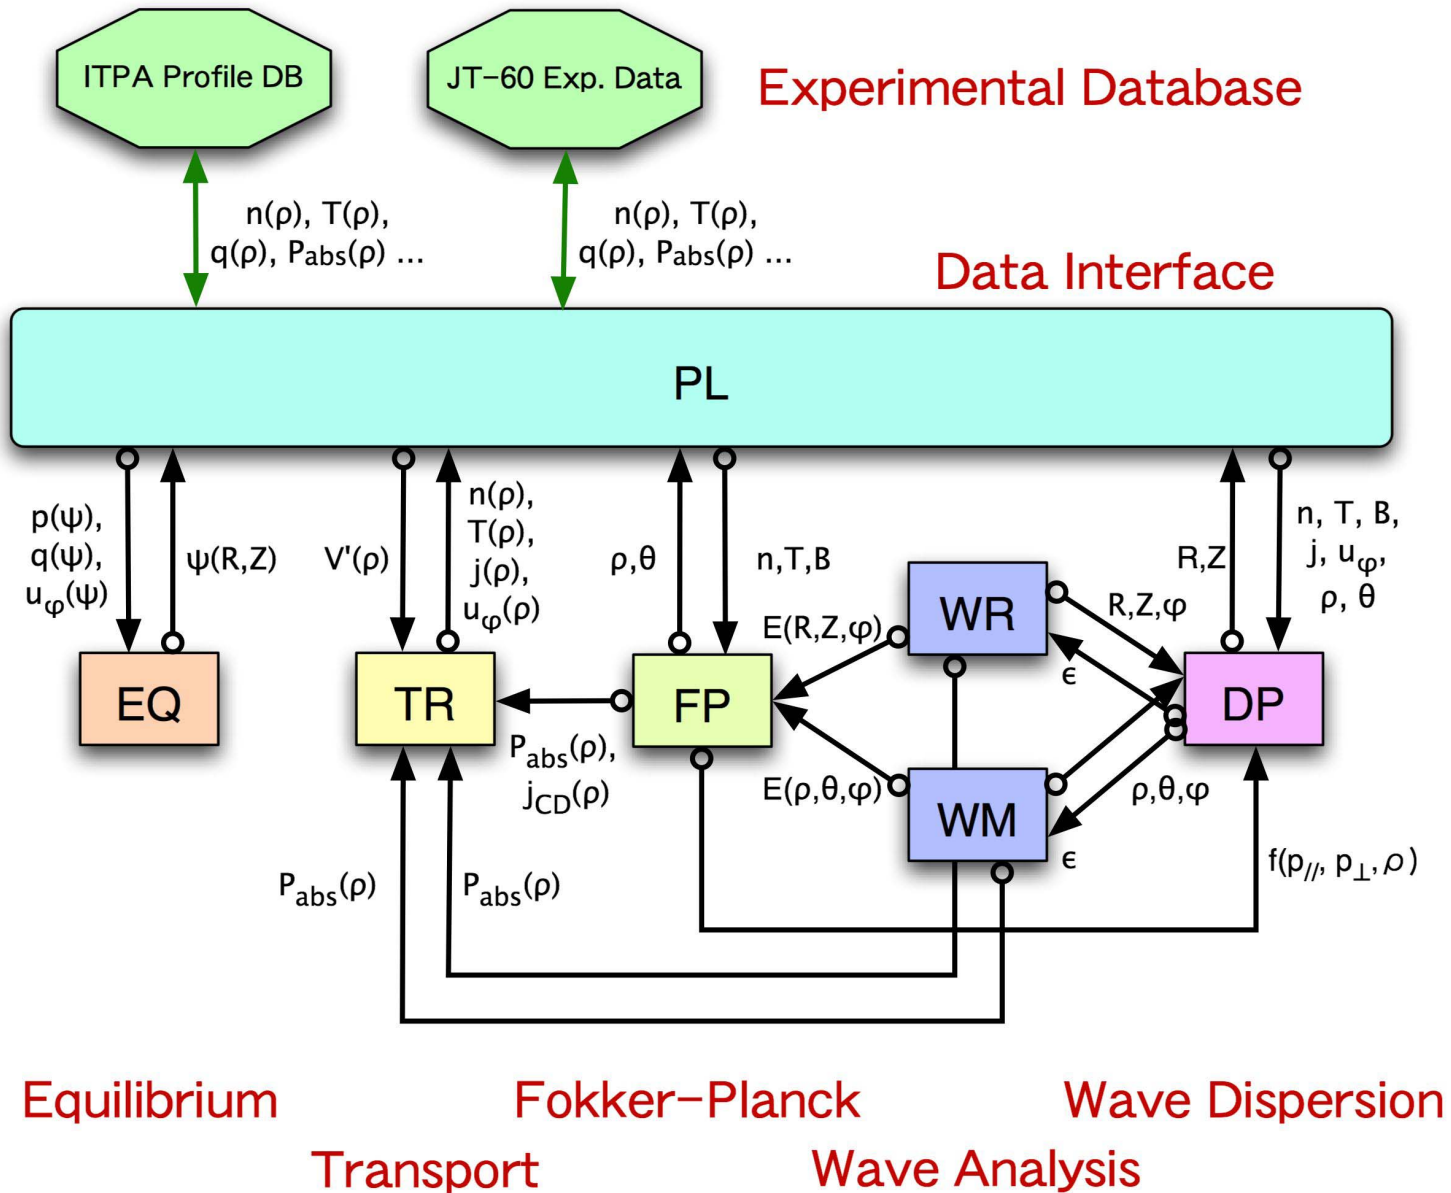 ITPA Profile DB
JT-60 Exp. Data
Experimental Database
n(ρ), T(ρ),
q(ρ), Pabs(ρ) ...
n(ρ), T(ρ),
q(ρ), Pabs(ρ) ...
Data Interface
PL
p(ψ),
q(ψ),
uφ(ψ)
ψ(R,Z)
V'(ρ)
n(ρ),
T(ρ),
j(ρ),
uφ(ρ)
ρ,θ
n,T,B
R,Z
n, T, B,
j, uφ,
ρ, θ
WR
R,Z,φ
E(R,Z,φ)
ϵ
EQ
TR
FP
DP
Pabs(ρ),
jCD(ρ)
E(ρ,θ,φ)
WM
ρ,θ,φ
ϵ
f(p//, p⊥, ρ)
Pabs(ρ)
Pabs(ρ)
Equilibrium
Fokker-Planck
Wave Dispersion
Transport
Wave Analysis